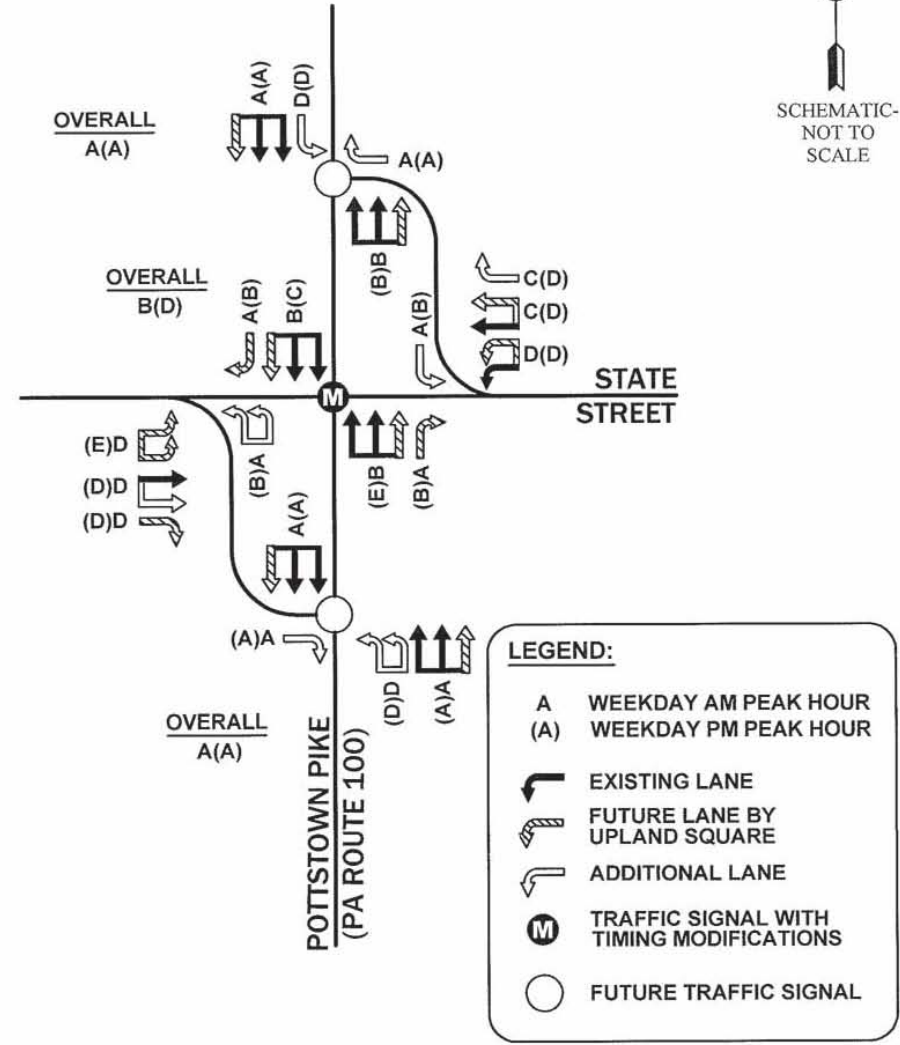 SCHEMATIC-
NOT TO
SCALE
OVERALL
A(A)
A(A)
D(D)
A(A)
(B)B
OVERALL
B(D)
A(B)
B(C)
A(B)
C(D)
C(D)
D(D)
STATE
STREET
M
(E)D
(D)D
(D)D
(B)A
(E)B
(B)A
A(A)
(A)A
(D)D
(A)A
OVERALL
A(A)
POTTSTOWN PIKE
(PA ROUTE 100)
LEGEND:
A WEEKDAY AM PEAK HOUR
(A) WEEKDAY PM PEAK HOUR
EXISTING LANE
FUTURE LANE BY
UPLAND SQUARE
ADDITIONAL LANE
M TRAFFIC SIGNAL WITH
TIMING MODIFICATIONS
FUTURE TRAFFIC SIGNAL